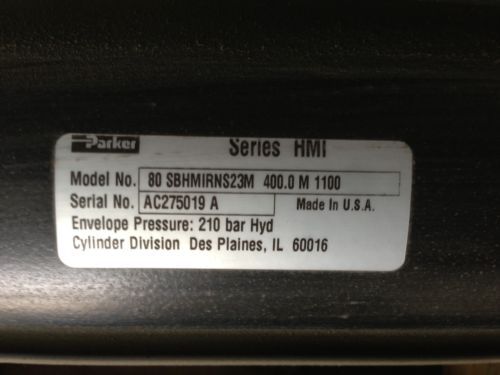 Parker Series HMI
Model No. 80 SBHMIRNS23M 400.0 M 1100
Serial No. AC275019 A Made In U.S.A.
Envelope Pressure: 210 bar Hyd
Cylinder Division Des Plaines, IL 60016